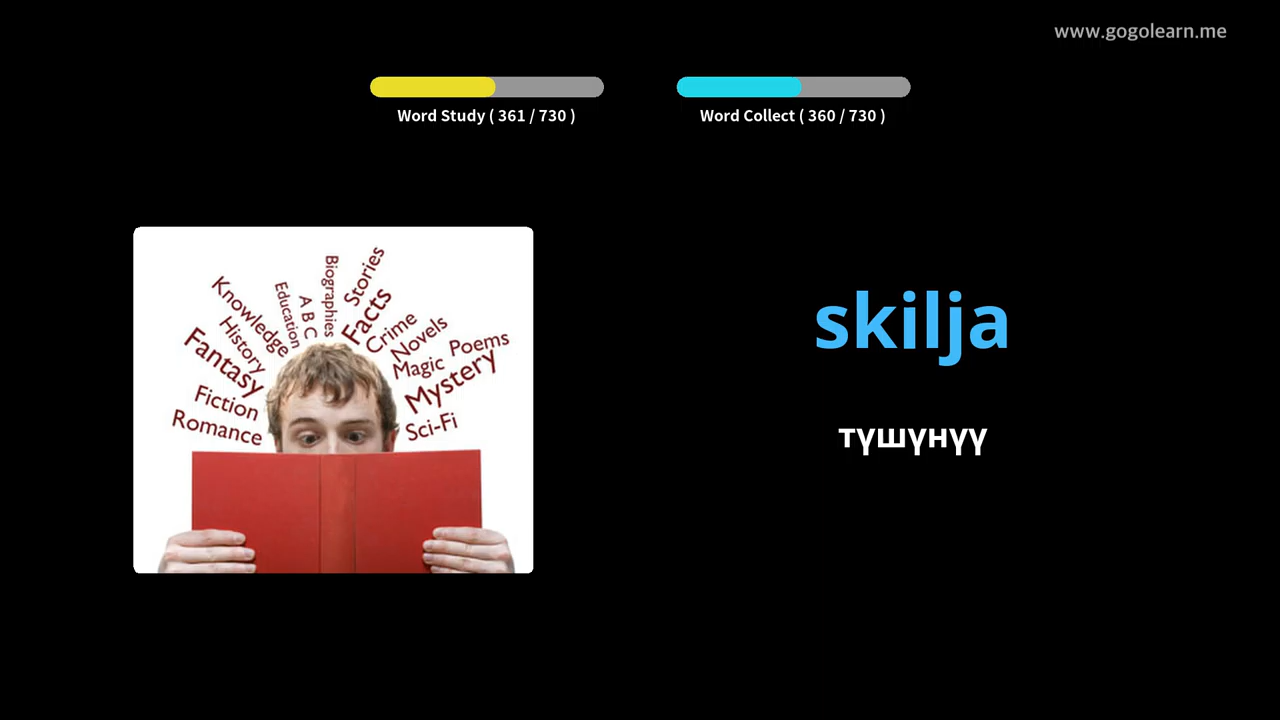 www.gogolearn.me
Word Study ( 361 / 730 )
Word Collect ( 360 / 730 )
Biographies
Stories
Knowledge
Education
A B C
Facts
History
Crime
Novels
Fantasy
Magic
Poems
Mystery
Fiction
Romance
Sci-Fi
skilja
түшүнүү